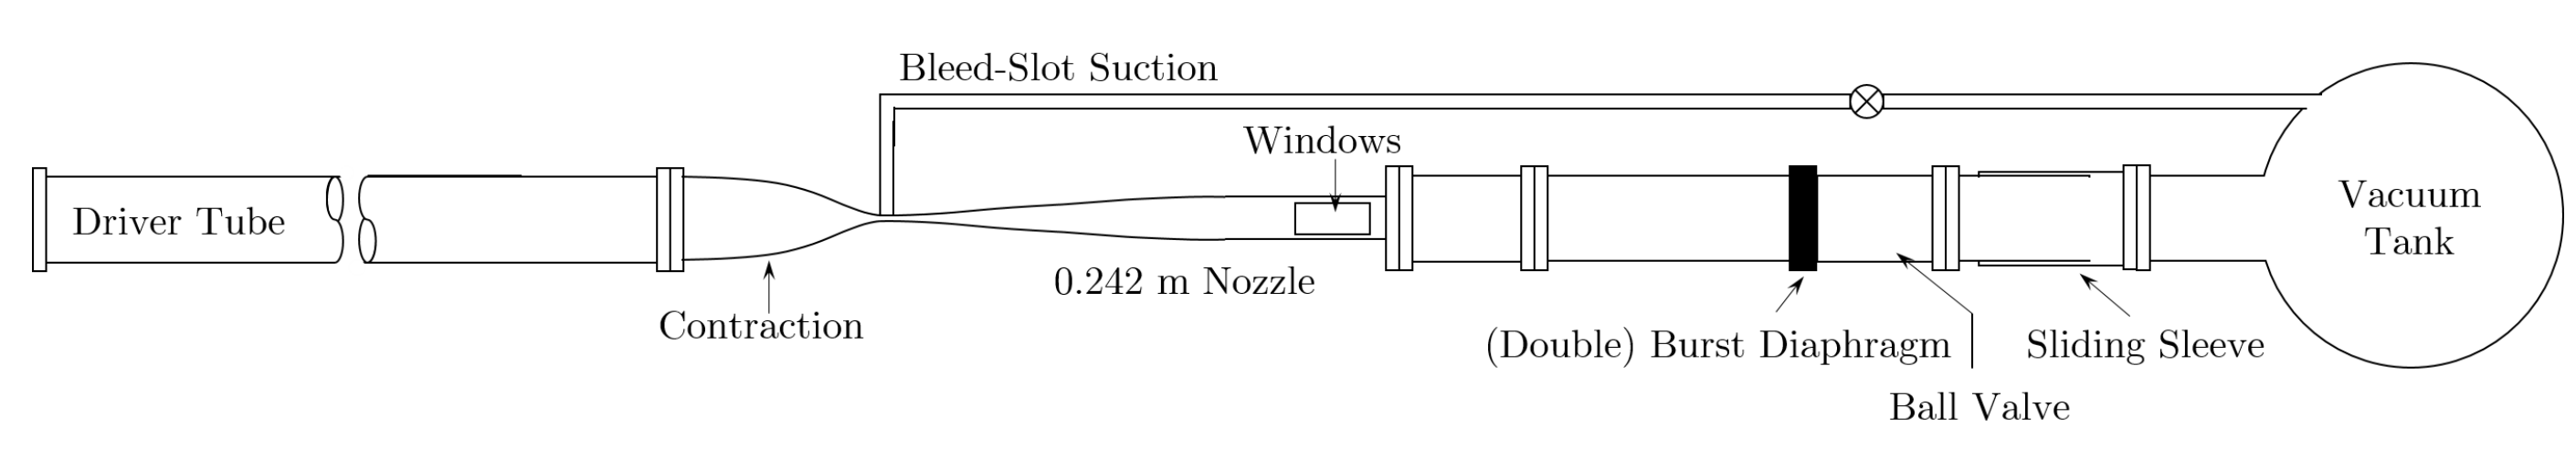 Bleed-Slot Suction
Windows
Driver Tube
Vacuum
Tank
0.242 m Nozzle
Contraction
(Double) Burst Diaphragm
Sliding Sleeve
Ball Valve